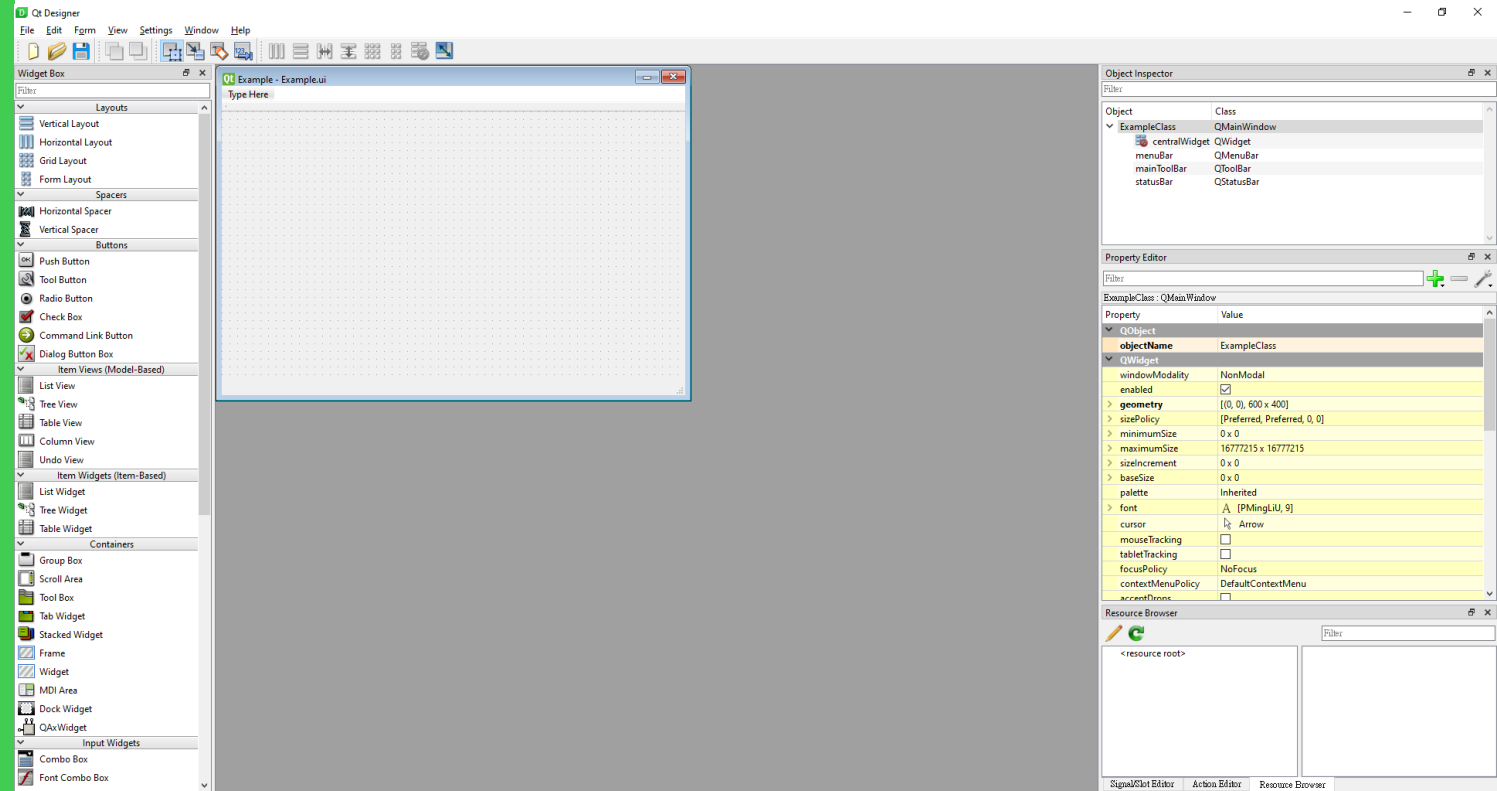 Qt Designer
File Edit Form View Settings Window Help
Widget Box
Filter
Layouts
Vertical Layout
Horizontal Layout
Grid Layout
Form Layout
Spacers
Horizontal Spacer
Vertical Spacer
Buttons
Push Button
Tool Button
Radio Button
Check Box
Command Link Button
Dialog Button Box
Item Views (Model-Based)
List View
Tree View
Table View
Column View
Undo View
Item Widgets (Item-Based)
List Widget
Tree Widget
Table Widget
Containers
Group Box
Scroll Area
Tool Box
Tab Widget
Stacked Widget
Frame
Widget
MDI Area
Dock Widget
QAxWidget
Input Widgets
Combo Box
Font Combo Box
Example - Example.ui
Type Here
Object Inspector
Filter
Object Class
ExampleClass QMainWindow
centralWidget QWidget
menuBar QMenuBar
mainToolBar QToolBar
statusBar QStatusBar
Property Editor
Filter
ExampleClass : QMainWindow
Property Value
QObject
objectName ExampleClass
QWidget
windowModality NonModal
enabled
geometry [(0, 0), 600 x 400]
sizePolicy [Preferred, Preferred, 0, 0]
minimumSize 0 x 0
maximumSize 16777215 x 16777215
sizeIncrement 0 x 0
baseSize 0 x 0
palette Inherited
font A [PMingLiU, 9]
cursor Arrow
mouseTracking
tabletTracking
focusPolicy NoFocus
contextMenuPolicy DefaultContextMenu
acceptDrops
Resource Browser
Filter
<resource root>
Signal/Slot Editor Action Editor Resource Browser